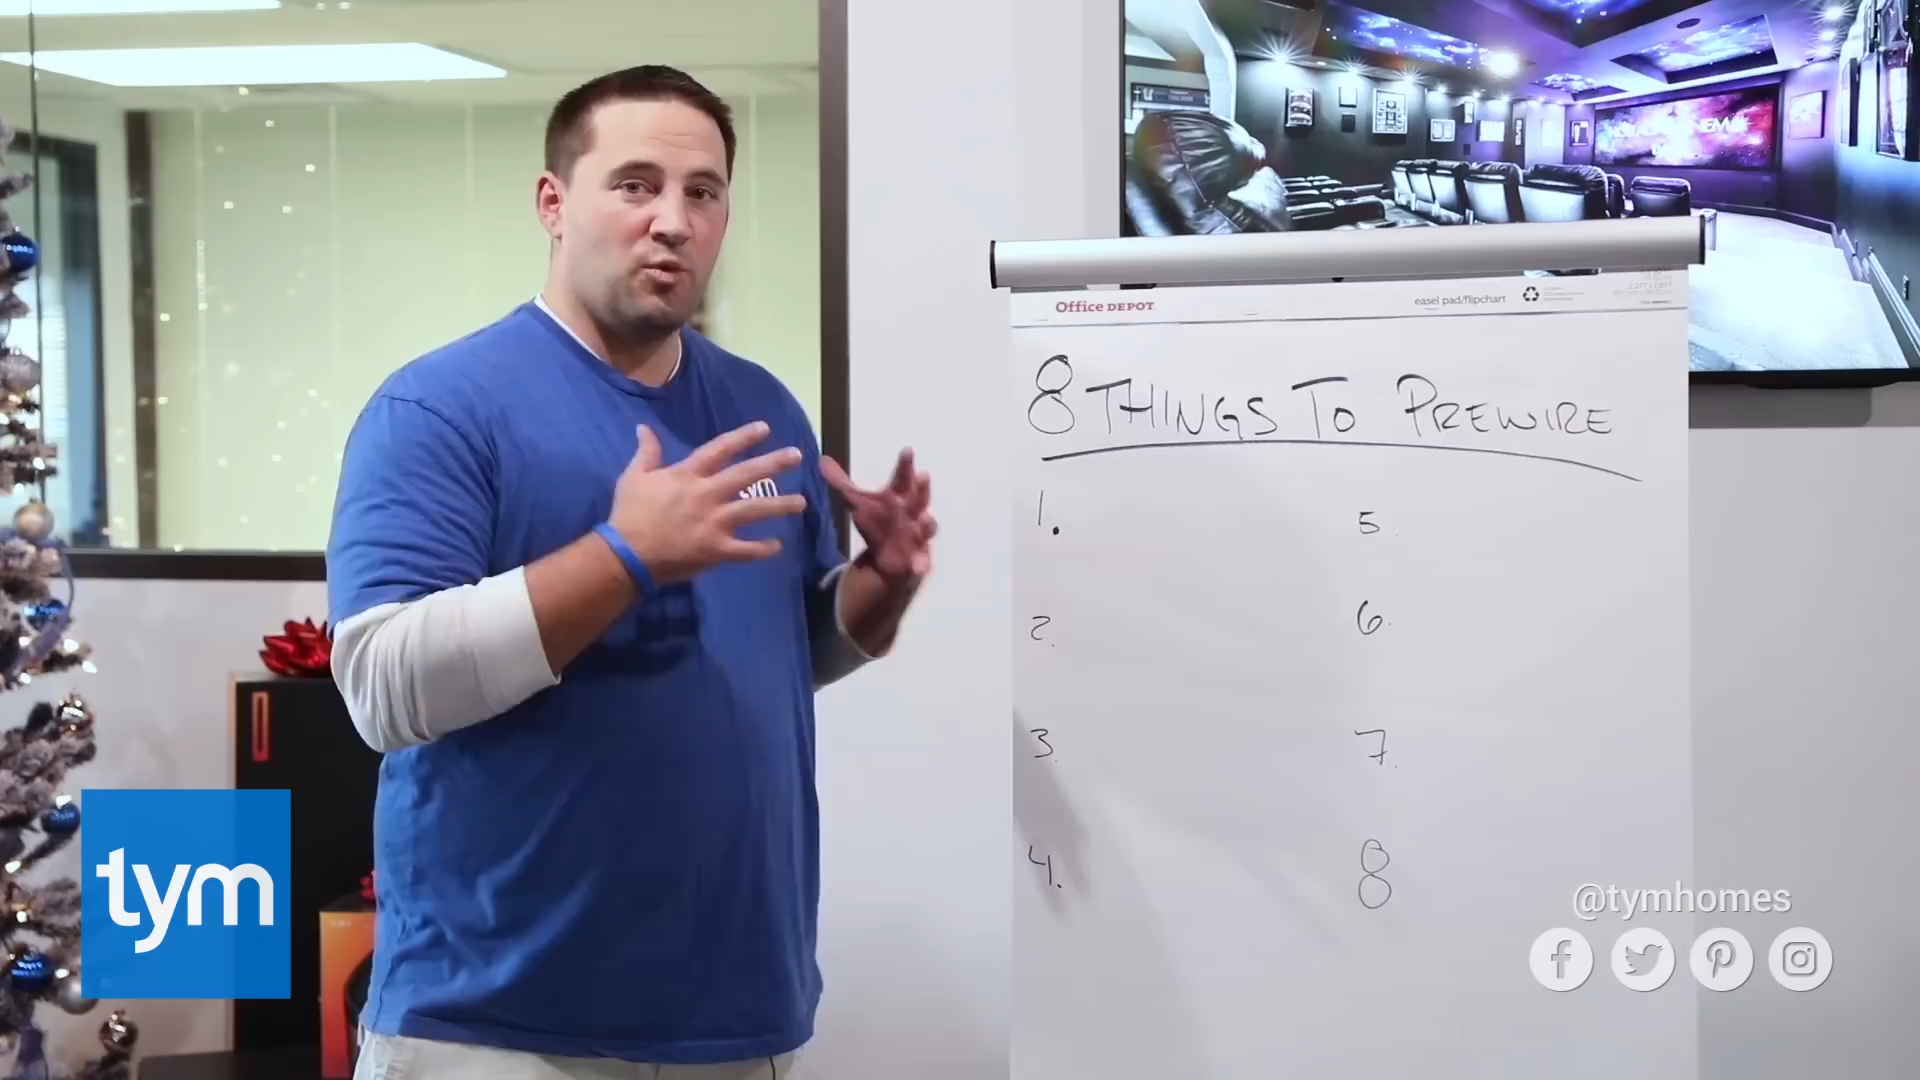 Office DEPOT
easel pad/flipchart
8 THINGS TO PREWIRE
1.
2.
3.
4.
5
6.
7.
8
tym
tym
@tymhomes